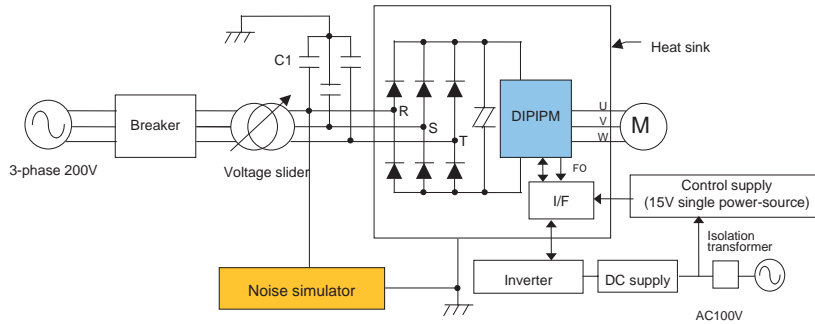 C1
Heat sink
Breaker
R
S
T
DIPIPM
U
V
W
M
3-phase 200V
Voltage slider
FO
I/F
Control supply
(15V single power-source)
Isolation
transformer
Noise simulator
Inverter
DC supply
AC100V